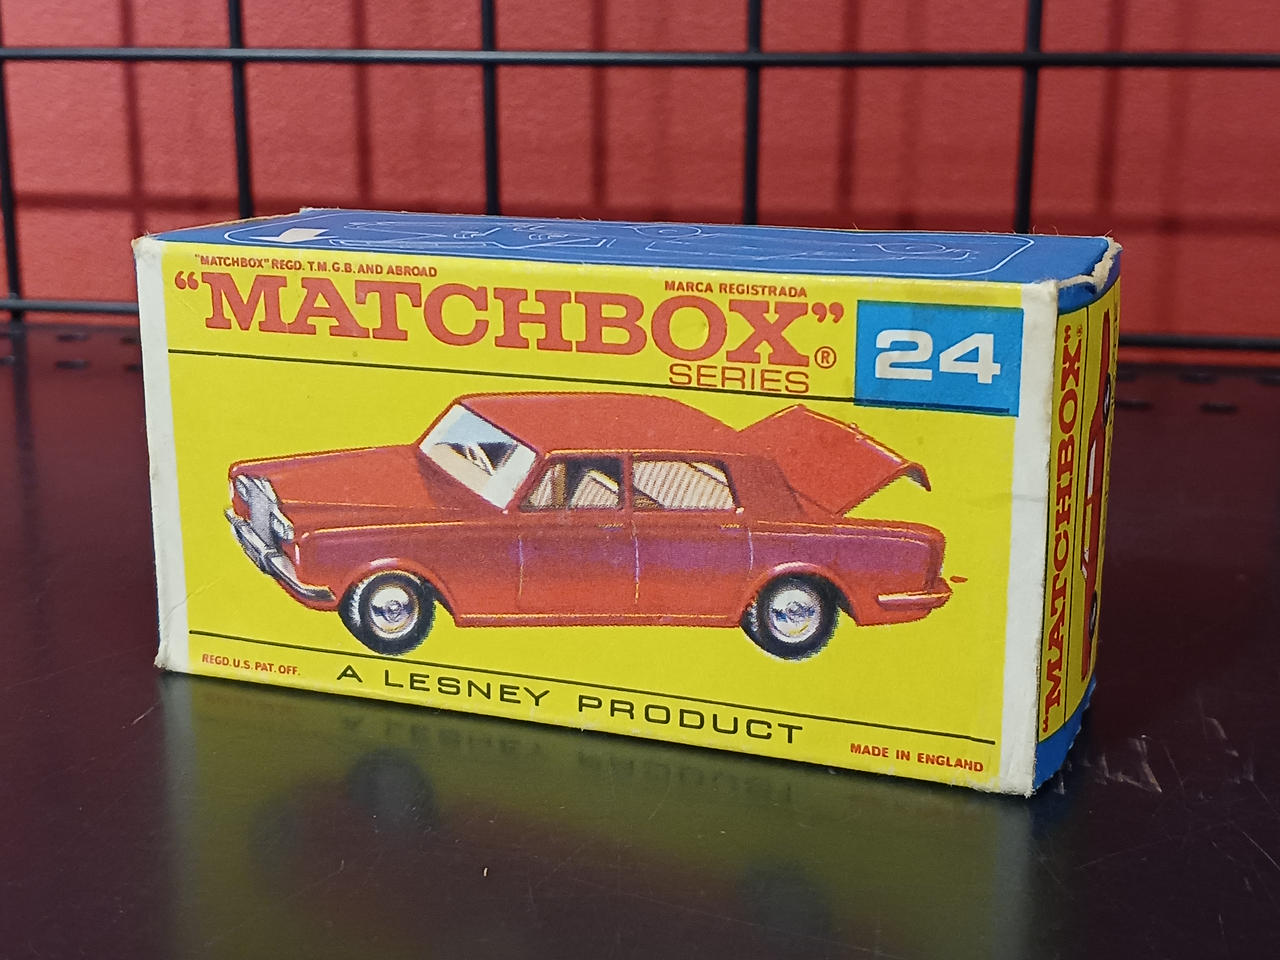 "MATCHBOX" REGD. T.M.G.B. AND ABROAD
MARCA REGISTRADA
"MATCHBOX"®
SERIES
24
REGD. U.S. PAT. OFF.
A LESNEY PRODUCT
MADE IN ENGLAND
"MATCHBOX"®